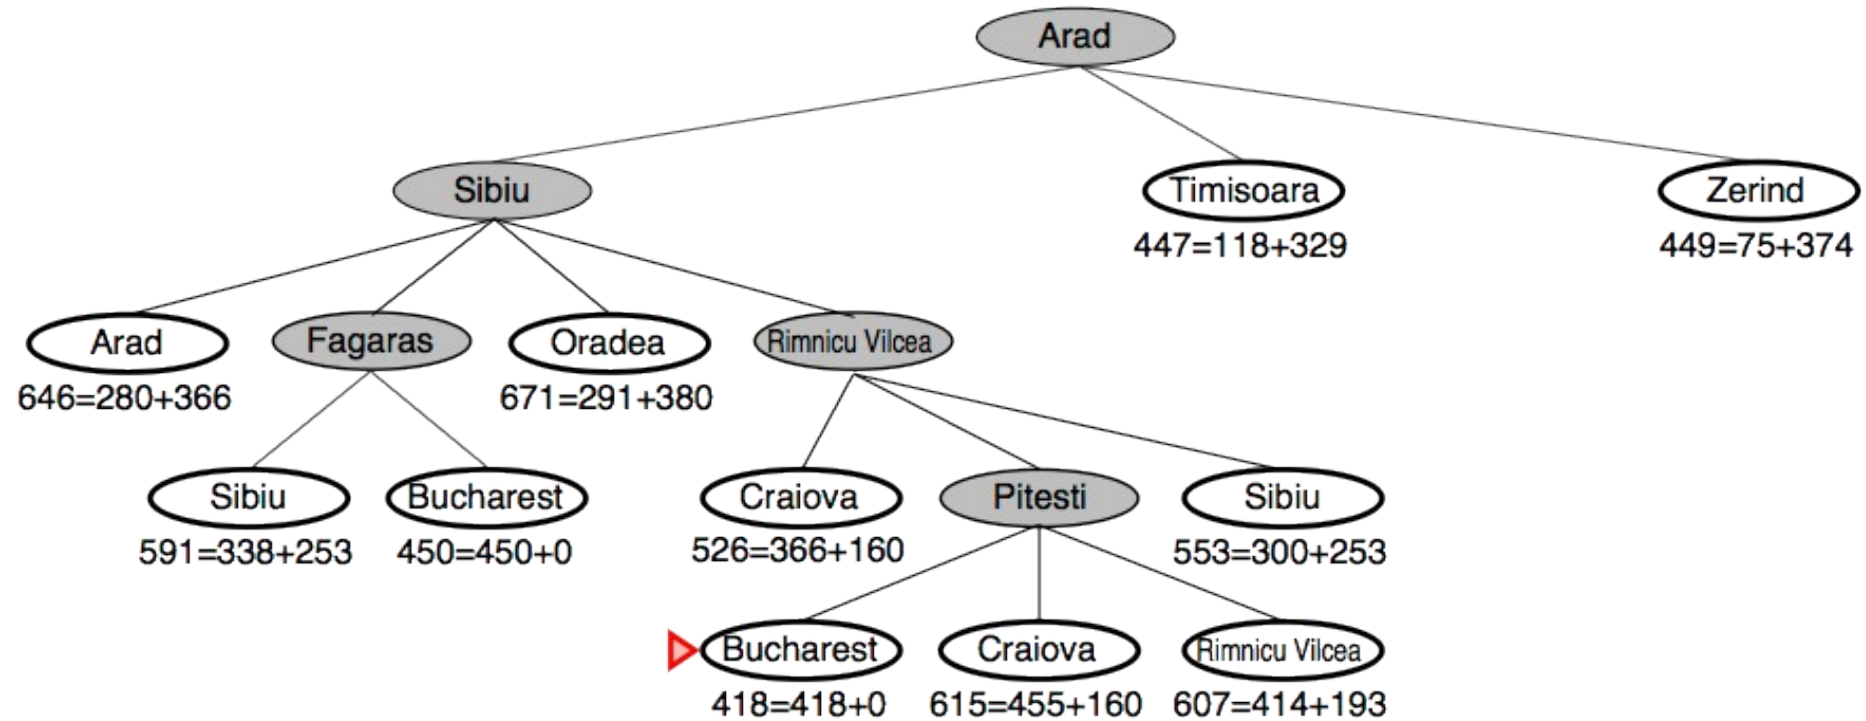 Arad
Sibiu
Timisoara
Zerind
447=118+329
449=75+374
Arad
Fagaras
Oradea
Rimnicu Vilcea
646=280+366
671=291+380
Sibiu
Bucharest
Craiova
Pitesti
Sibiu
591=338+253
450=450+0
526=366+160
553=300+253
Bucharest
Craiova
Rimnicu Vilcea
418=418+0
615=455+160
607=414+193